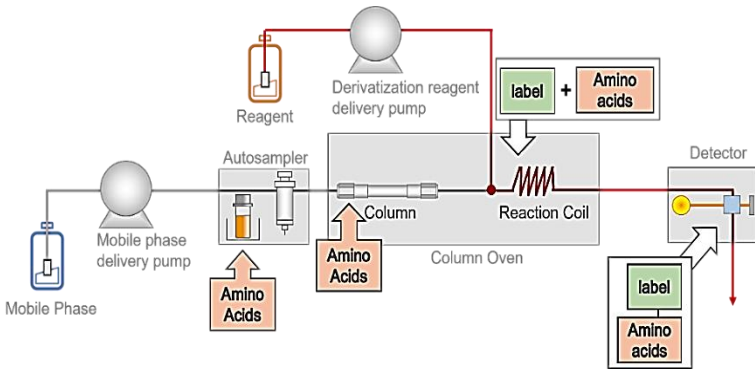 Reagent
Derivatization reagent
delivery pump
label + Amino
acids
Autosampler
Detector
Column
Reaction Coil
Mobile phase
delivery pump
Amino
Acids
Column Oven
Amino
Acids
label
Amino
acids
Mobile Phase